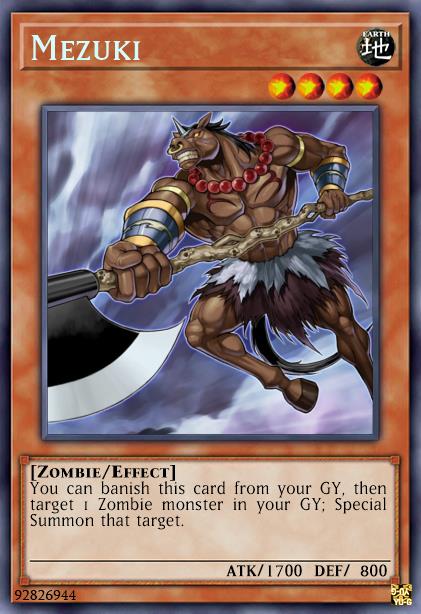 MEZUKI
EARTH
地
[ZOMBIE/EFFECT]
You can banish this card from your GY, then
target 1 Zombie monster in your GY; Special
Summon that target.
ATK/1700 DEF/ 800
92826944